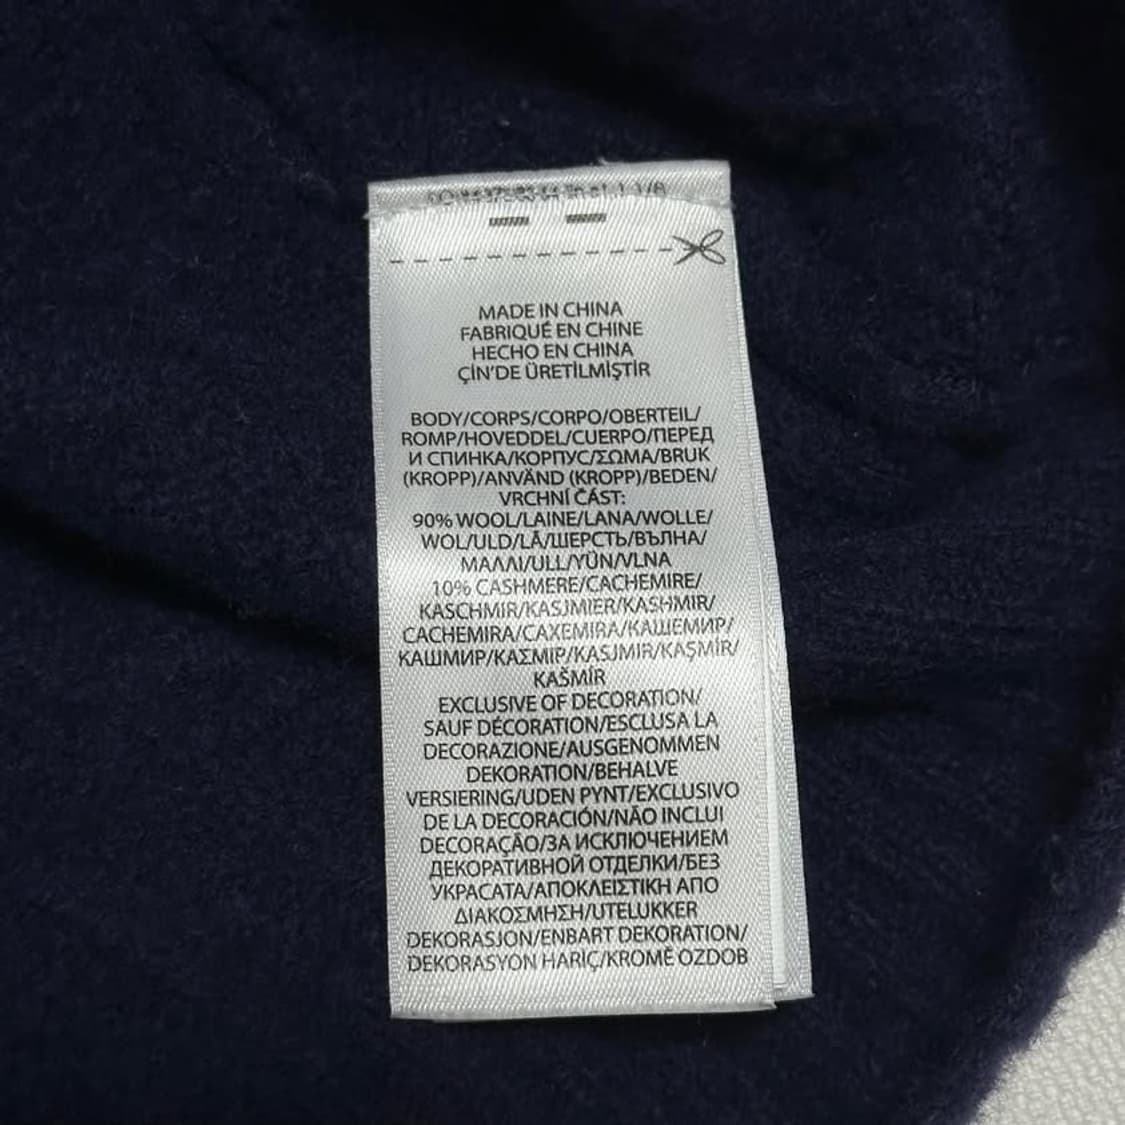 MADE IN CHINA
FABRIQUÉ EN CHINE
HECHO EN CHINA
ÇİN'DE ÜRETİLMİŞTİR
BODY/CORPS/CORPO/OBERTEIL/
ROMP/HOVEDDEL/CUERPO/ПЕРЕД
И СПИНКА/КОРПУС/ΣΩΜΑ/BRUK
(KROPP)/ANVÄND (KROPP)/BEDEN/
VRCHNÍ ČÁST:
90% WOOL/LAINE/LANA/WOLLE/
WOL/ULD/LÃ/ШЕРСТЬ/ВЪЛНА/
ΜΑΛΛΙ/ULL/YÜN/VLNA
10% CASHMERE/CACHEMIRE/
KASCHMIR/KASJMIER/KASHMIR/
CACHEMIRA/CAXEMIRA/КАШЕМИР/
КАШМИР/ΚΑΣΜΙΡ/KASJMIR/KAŞMİR/
KAŠMÍR
EXCLUSIVE OF DECORATION/
SAUF DÉCORATION/ESCLUSA LA
DECORAZIONE/AUSGENOMMEN
DEKORATION/BEHALVE
VERSIERING/UDEN PYNT/EXCLUSIVO
DE LA DECORACIÓN/NÃO INCLUI
DECORAÇÃO/ЗА ИСКЛЮЧЕНИЕМ
ДЕКОРАТИВНОЙ ОТДЕЛКИ/БЕЗ
УКРАСАТА/ΑΠΟΚΛΕΙΣΤΙΚΗ ΑΠΟ
ΔΙΑΚΟΣΜΗΣΗ/UTELUKKER
DEKORASJON/ENBART DEKORATION/
DEKORASYON HARİÇ/KROMĚ OZDOB